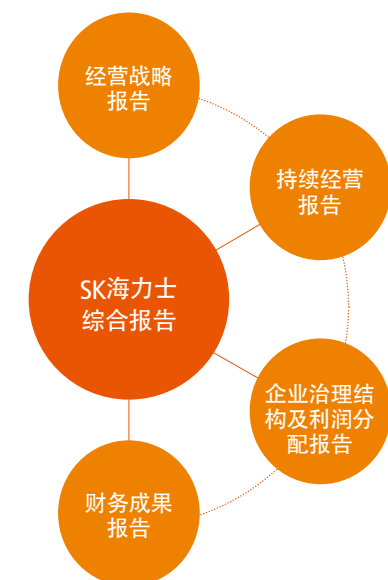 经营战略
报告
持续经营
报告
SK海力士
综合报告
企业治理结
构及利润分
配报告
财务成果
报告